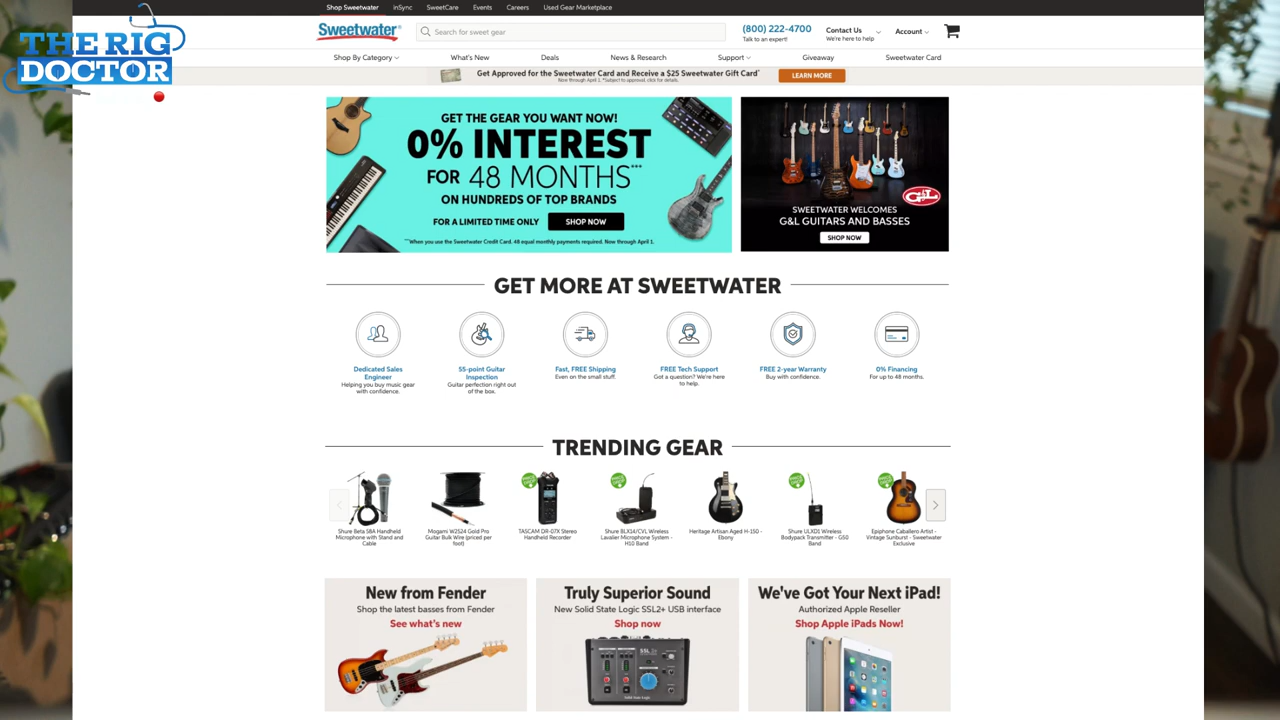 Shop Sweetwater
InSync
SweetCare
Events
Careers
Used Gear Marketplace
THE RIG
DOCTOR
Sweetwater
Search for sweet gear
(800) 222-4700
Talk to an expert!
Contact Us
We're here to help
Account
Shop By Category
What's New
Deals
News & Research
Support
Giveaway
Sweetwater Card
Get Approved for the Sweetwater Card and Receive a $25 Sweetwater Gift Card*
Now through April 1. *Subject to approval, click for details.
LEARN MORE
GET THE GEAR YOU WANT NOW!
0% INTEREST
FOR 48 MONTHS***
ON HUNDREDS OF TOP BRANDS
FOR A LIMITED TIME ONLY
SHOP NOW
***When you use the Sweetwater Credit Card. 48 equal monthly payments required. Now through April 1.
G&L
SWEETWATER WELCOMES
G&L GUITARS AND BASSES
SHOP NOW
GET MORE AT SWEETWATER
Dedicated Sales
Engineer
Helping you buy music gear
with confidence.
55-point Guitar
Inspection
Guitar perfection right out
of the box.
Fast, FREE Shipping
Even on the small stuff.
FREE Tech Support
Got a question? We're here
to help.
FREE 2-year Warranty
Buy with confidence.
0% Financing
For up to 48 months.
TRENDING GEAR
Shure Beta 58A Handheld
Microphone with Stand and
Cable
Mogami W2524 Gold Pro
Guitar Bulk Wire (priced per
foot)
TASCAM DR-07X Stereo
Handheld Recorder
Shure BLX14/CVL Wireless
Lavalier Microphone System -
H10 Band
Heritage Artisan Aged H-150 -
Ebony
Shure ULXD1 Wireless
Bodypack Transmitter - G50
Band
Epiphone Caballero Artist -
Vintage Sunburst - Sweetwater
Exclusive
New from Fender
Shop the latest basses from Fender
See what's new
Truly Superior Sound
New Solid State Logic SSL2+ USB interface
Shop now
SSL
Solid State Logic
We've Got Your Next iPad!
Authorized Apple Reseller
Shop Apple iPads Now!